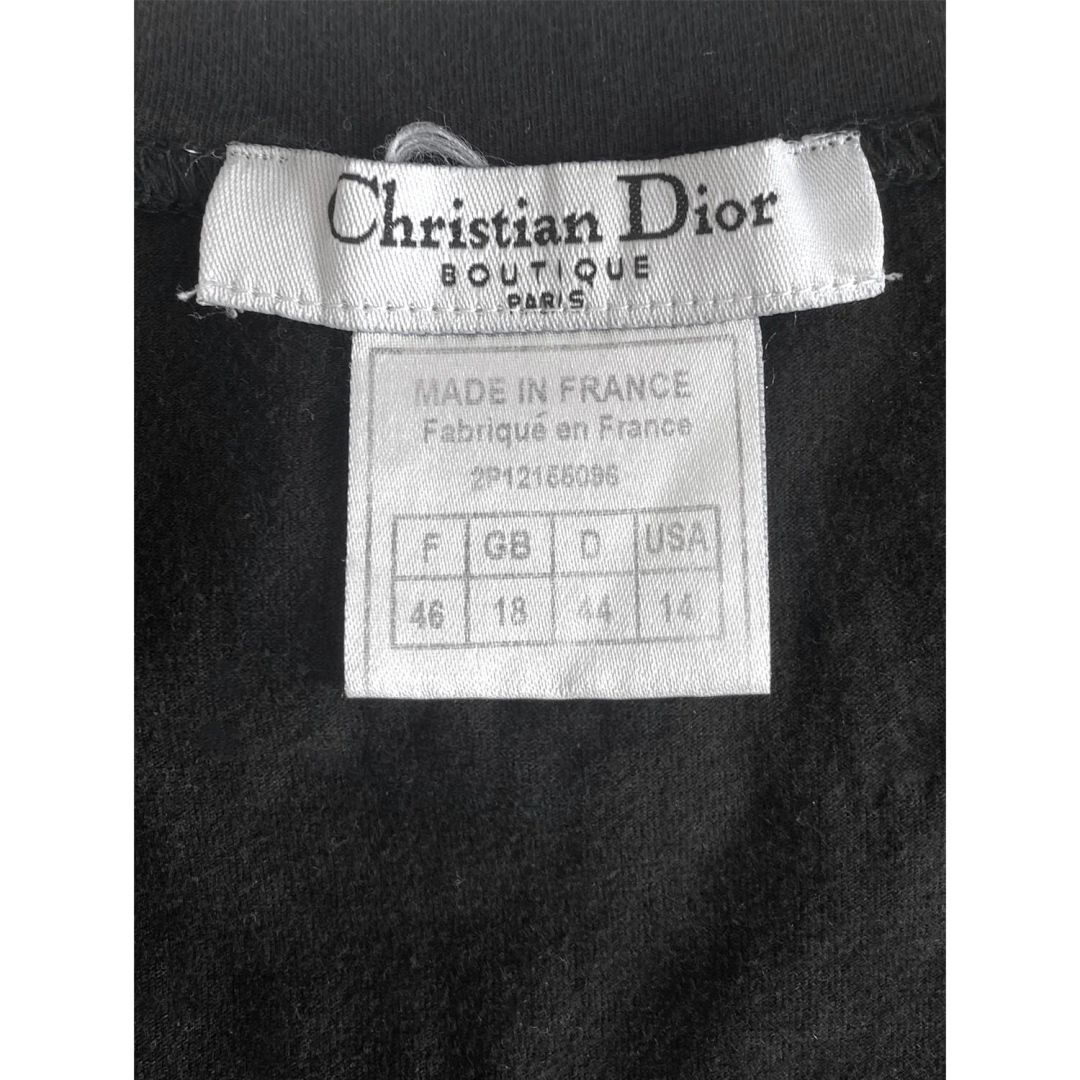 Christian Dior
BOUTIQUE
PARIS
MADE IN FRANCE
Fabriqué en France
2P12155096
F GB D USA
46 18 44 14